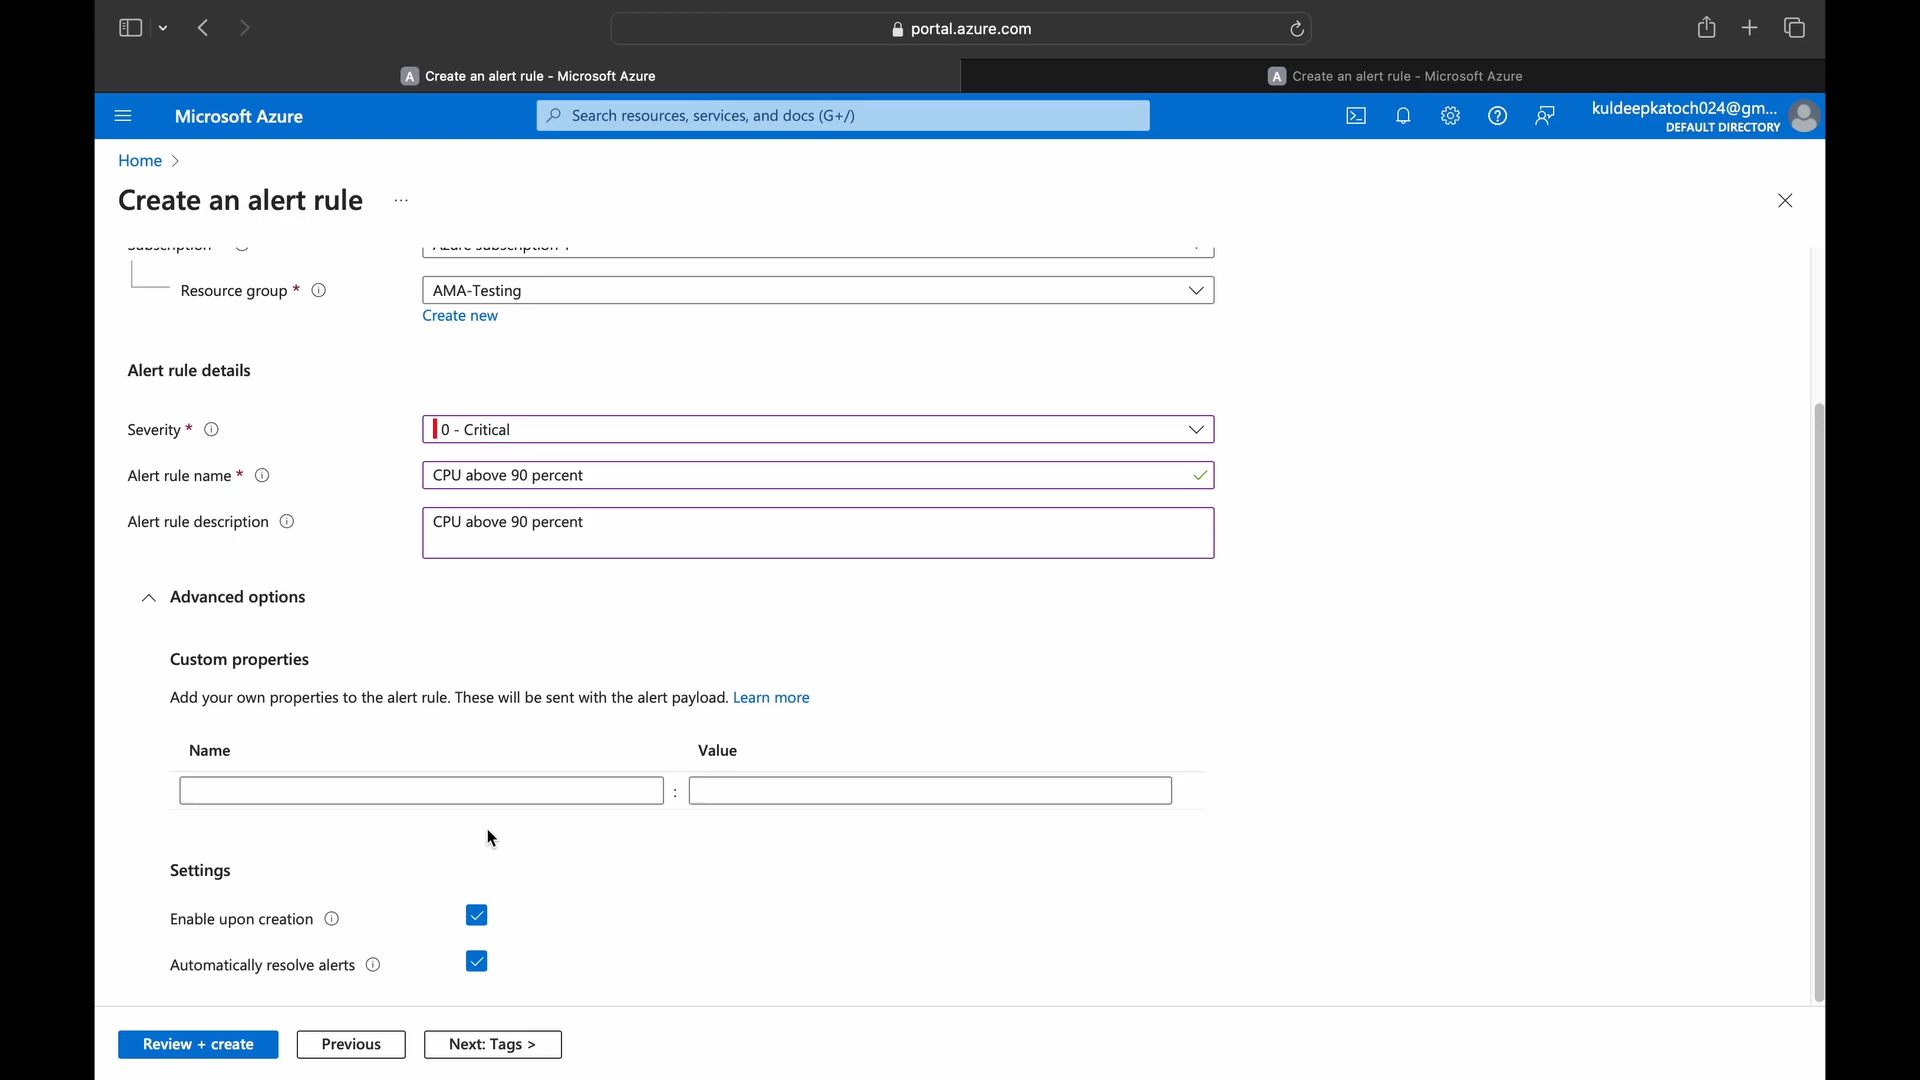 portal.azure.com
A Create an alert rule - Microsoft Azure
A Create an alert rule - Microsoft Azure
Microsoft Azure
Search resources, services, and docs (G+/)
kuldeepkatoch024@gm...
DEFAULT DIRECTORY
Home
Create an alert rule ...
Subscription
Azure subscription 1
Resource group *
AMA-Testing
Create new
Alert rule details
Severity *
0 - Critical
Alert rule name *
CPU above 90 percent
Alert rule description
CPU above 90 percent
Advanced options
Custom properties
Add your own properties to the alert rule. These will be sent with the alert payload. Learn more
Name
Value
:
Settings
Enable upon creation
Automatically resolve alerts
Review + create
Previous
Next: Tags >